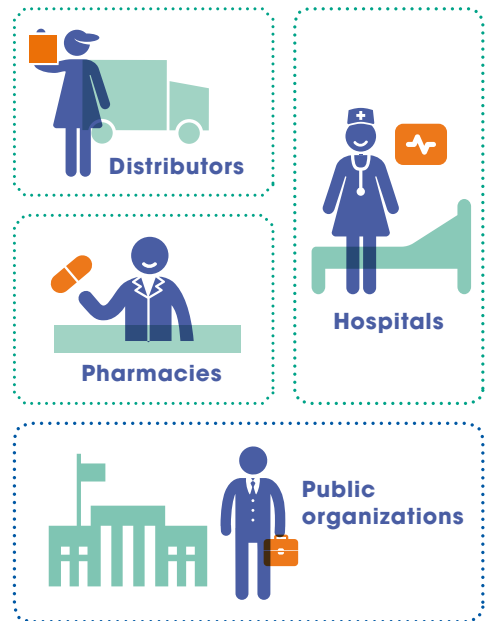 Distributors
Pharmacies
Hospitals
Public
organizations